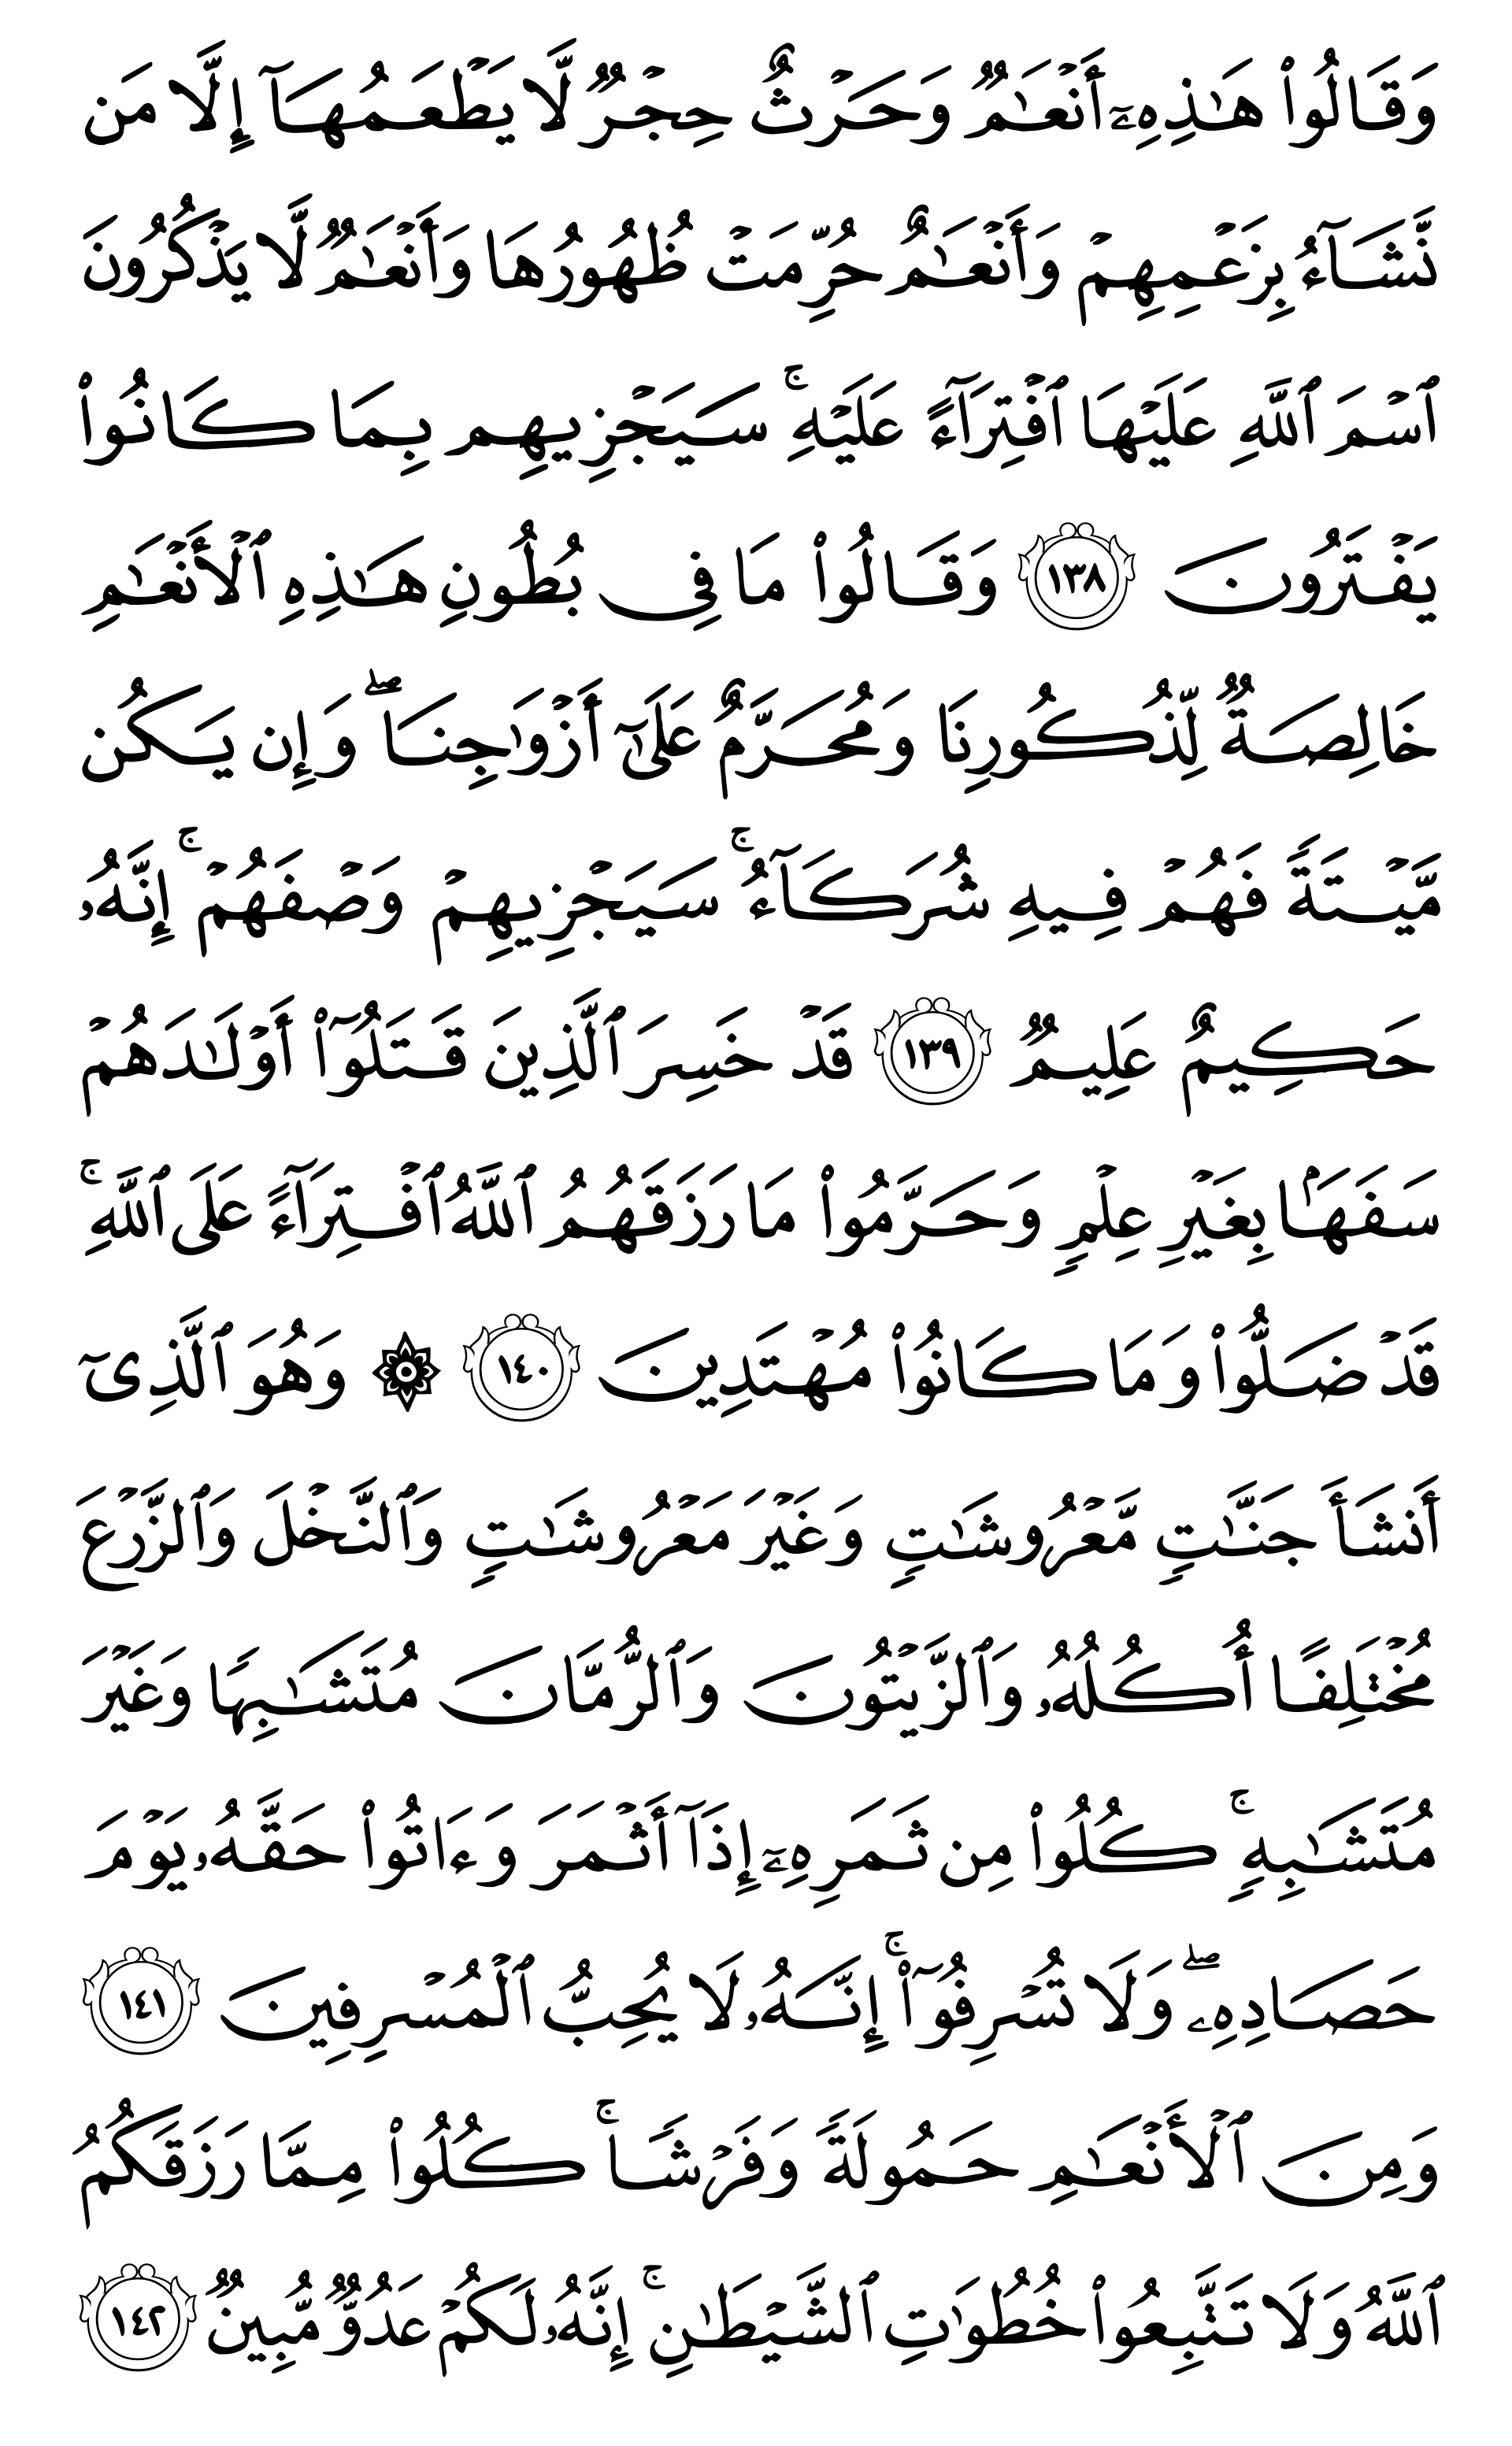 وَقَالُوا۟ هَـٰذِهِۦٓ أَنْعَـٰمٌ وَحَرْثٌ حِجْرٌ لَّا يَطْعَمُهَآ إِلَّا مَن
نَّشَآءُ بِزَعْمِهِمْ وَأَنْعَـٰمٌ حُرِّمَتْ ظُهُورُهَا وَأَنْعَـٰمٌ لَّا يَذْكُرُونَ
ٱسْمَ ٱللَّهِ عَلَيْهَا ٱفْتِرَآءً عَلَيْهِ ۚ سَيَجْزِيهِم بِمَا كَانُوا۟
يَفْتَرُونَ ١٣٨ وَقَالُوا۟ مَا فِى بُطُونِ هَـٰذِهِ ٱلْأَنْعَـٰمِ
خَالِصَةٌ لِّذُكُورِنَا وَمُحَرَّمٌ عَلَىٰٓ أَزْوَٰجِنَا ۖ وَإِن يَكُن
مَّيْتَةً فَهُمْ فِيهِ شُرَكَآءُ ۚ سَيَجْزِيهِمْ وَصْفَهُمْ ۚ إِنَّهُۥ
حَكِيمٌ عَلِيمٌ ١٣٩ قَدْ خَسِرَ ٱلَّذِينَ قَتَلُوٓا۟ أَوْلَـٰدَهُمْ
سَفَهًۢا بِغَيْرِ عِلْمٍ وَحَرَّمُوا۟ مَا رَزَقَهُمُ ٱللَّهُ ٱفْتِرَآءً عَلَى ٱللَّهِ ۚ
قَدْ ضَلُّوا۟ وَمَا كَانُوا۟ مُهْتَدِينَ ١٤٠ ۞ وَهُوَ ٱلَّذِىٓ
أَنشَأَ جَنَّـٰتٍ مَّعْرُوشَـٰتٍ وَغَيْرَ مَعْرُوشَـٰتٍ وَٱلنَّخْلَ وَٱلزَّرْعَ
مُخْتَلِفًا أُكُلُهُۥ وَٱلزَّيْتُونَ وَٱلرُّمَّانَ مُتَشَـٰبِهًا وَغَيْرَ
مُتَشَـٰبِهٍ ۚ كُلُوا۟ مِن ثَمَرِهِۦٓ إِذَآ أَثْمَرَ وَءَاتُوا۟ حَقَّهُۥ يَوْمَ
حَصَادِهِۦ ۖ وَلَا تُسْرِفُوٓا۟ ۚ إِنَّهُۥ لَا يُحِبُّ ٱلْمُسْرِفِينَ ١٤١
وَمِنَ ٱلْأَنْعَـٰمِ حَمُولَةً وَفَرْشًا ۚ كُلُوا۟ مِمَّا رَزَقَكُمُ
ٱللَّهُ وَلَا تَتَّبِعُوا۟ خُطُوَٰتِ ٱلشَّيْطَـٰنِ ۚ إِنَّهُۥ لَكُمْ عَدُوٌّ مُّبِينٌ ١٤٢